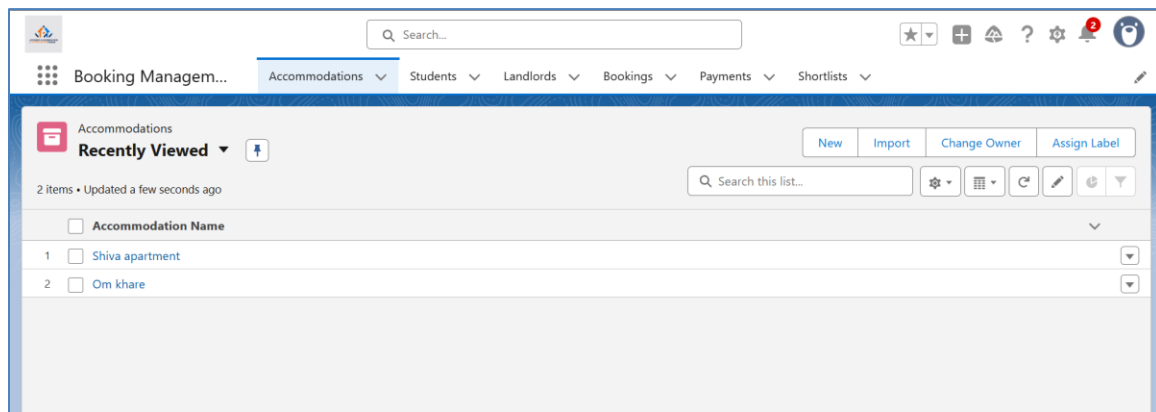 Search...
2
Booking Managem...
Accommodations
Students
Landlords
Bookings
Payments
Shortlists
Accommodations
Recently Viewed
New
Import
Change Owner
Assign Label
2 items • Updated a few seconds ago
Search this list...
Accommodation Name
1 Shiva apartment
2 Om khare